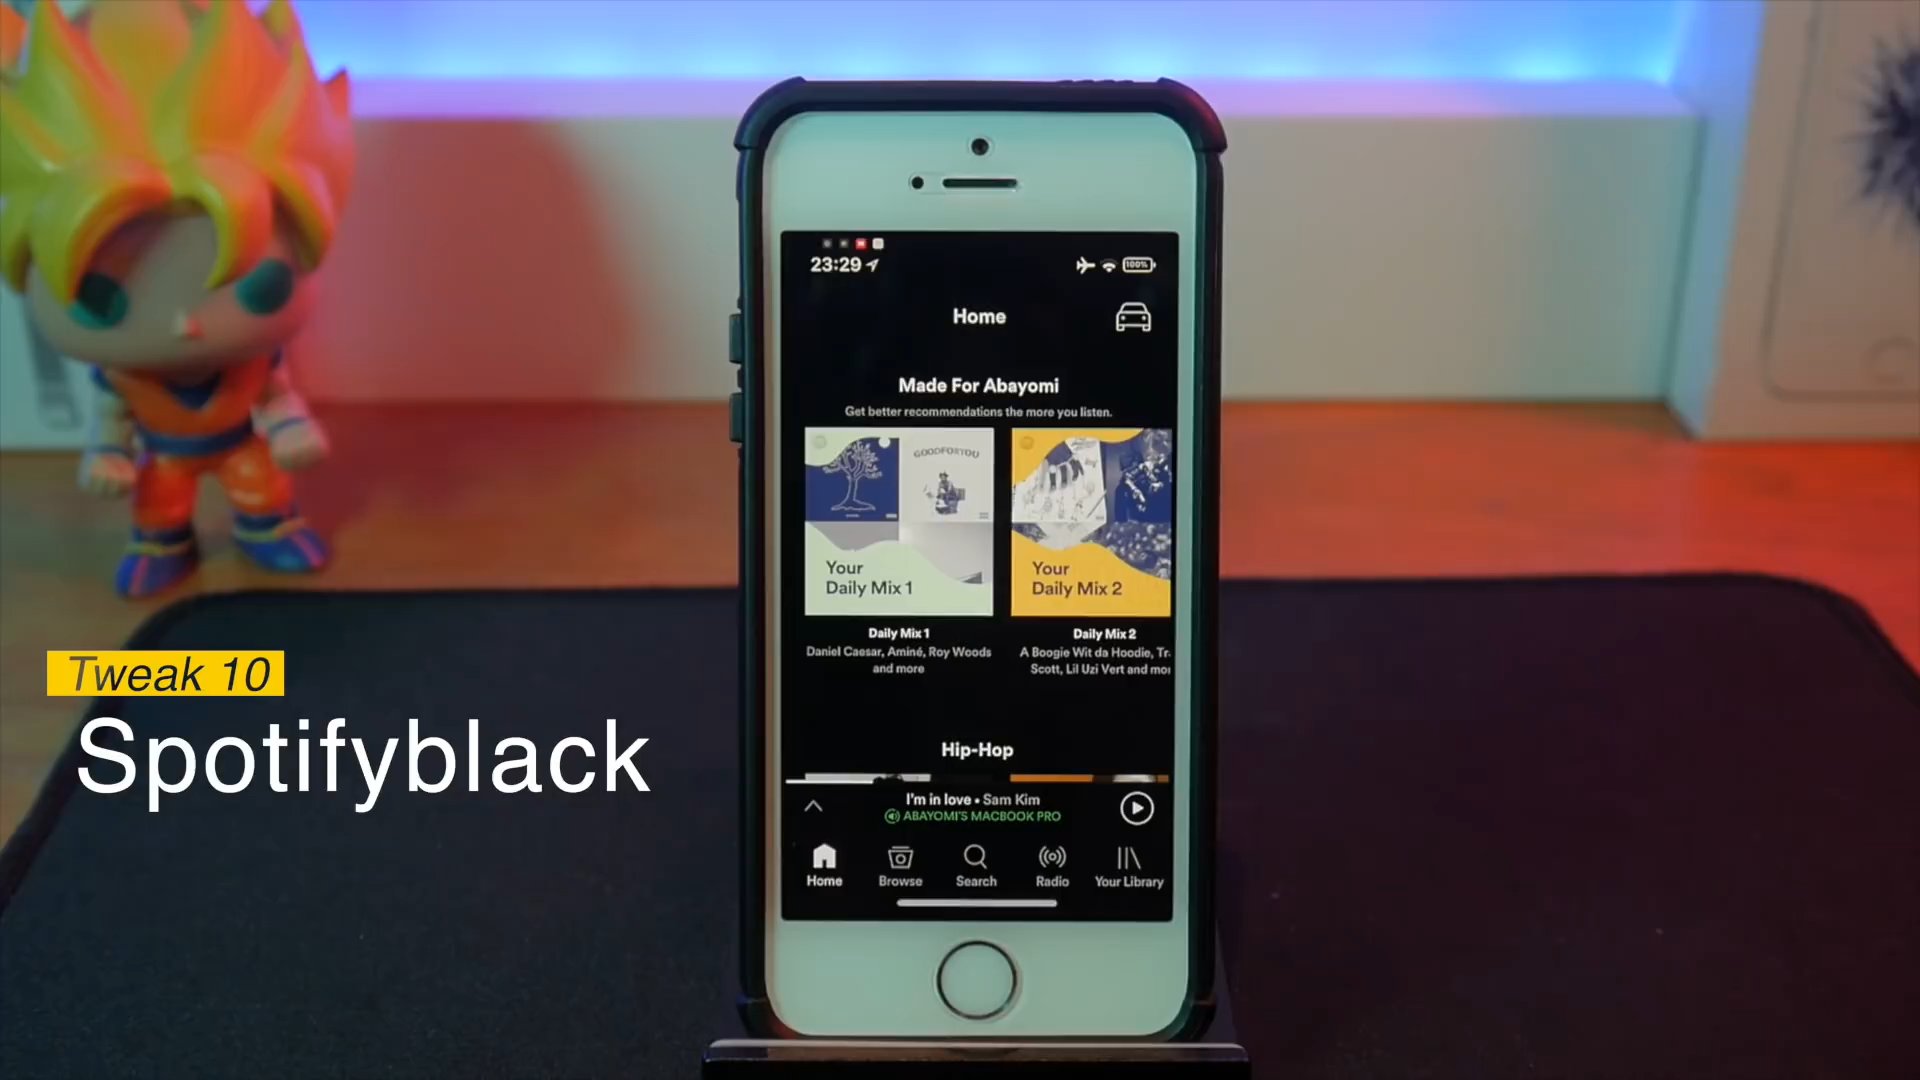 23:29
100%
Home
Made For Abayomi
Get better recommendations the more you listen.
GOODFORYOU
Your
Daily Mix 1
Your
Daily Mix 2
Daily Mix 1
Daniel Caesar, Aminé, Roy Woods
and more
Daily Mix 2
A Boogie Wit da Hoodie, Tr
Scott, Lil Uzi Vert and mor
Hip-Hop
I'm in love • Sam Kim
ABAYOMI'S MACBOOK PRO
Home
Browse
Search
Radio
Your Library
Tweak 10
Spotifyblack